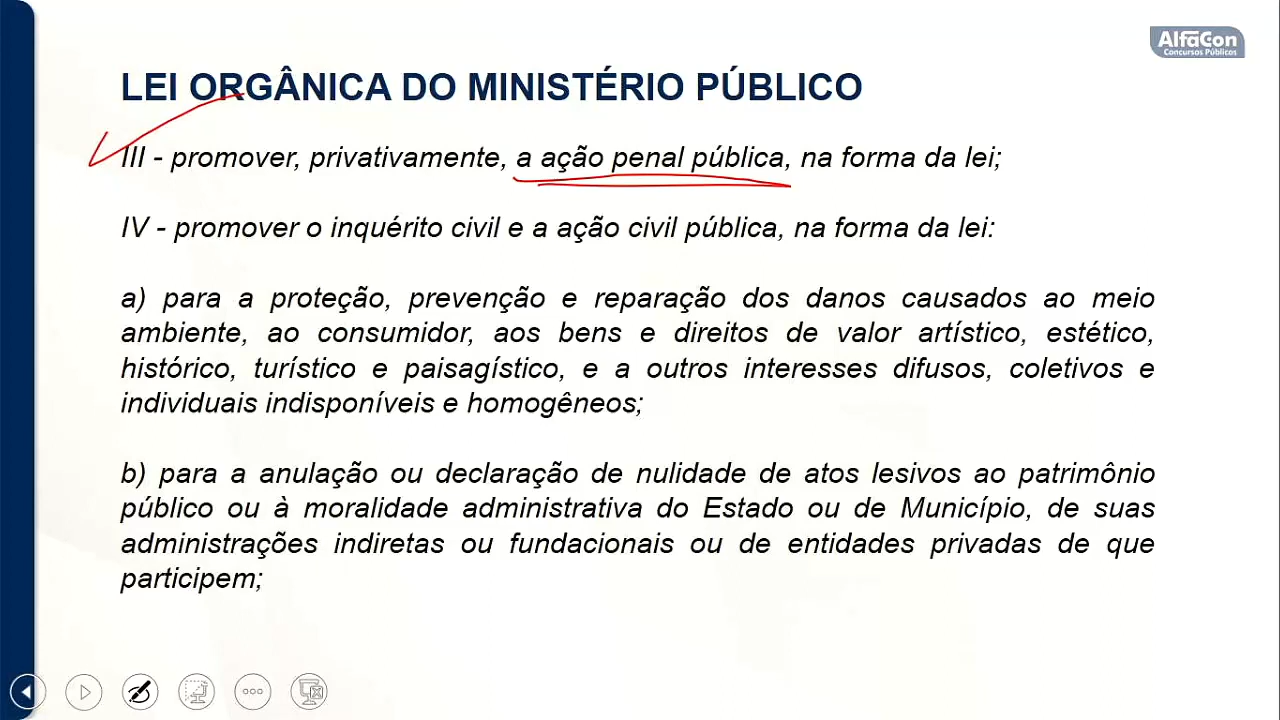 AlfaCon
Concursos Públicos
LEI ORGÂNICA DO MINISTÉRIO PÚBLICO
III - promover, privativamente, a ação penal pública, na forma da lei;
IV - promover o inquérito civil e a ação civil pública, na forma da lei:
a) para a proteção, prevenção e reparação dos danos causados ao meio
ambiente, ao consumidor, aos bens e direitos de valor artístico, estético,
histórico, turístico e paisagístico, e a outros interesses difusos, coletivos e
individuais indisponíveis e homogêneos;
b) para a anulação ou declaração de nulidade de atos lesivos ao patrimônio
público ou à moralidade administrativa do Estado ou de Município, de suas
administrações indiretas ou fundacionais ou de entidades privadas de que
participem;